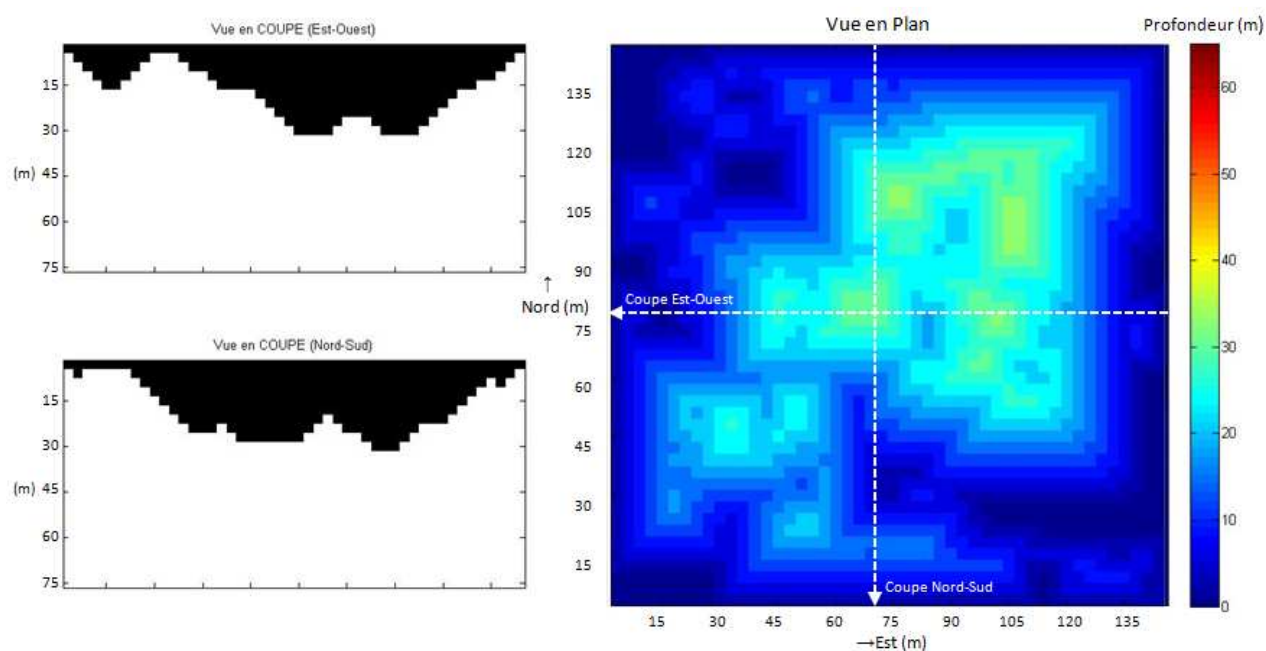 Vue en COUPE (Est-Ouest)
15
30
(m) 45
60
75
Vue en COUPE (Nord-Sud)
15
30
(m) 45
60
75
Vue en Plan
135
120
105
90
↑
Nord (m)
75
60
45
30
15
Coupe Est-Ouest
Coupe Nord-Sud
15 30 45 60 75 90 105 120 135
→Est (m)
Profondeur (m)
60
50
40
30
20
10
0